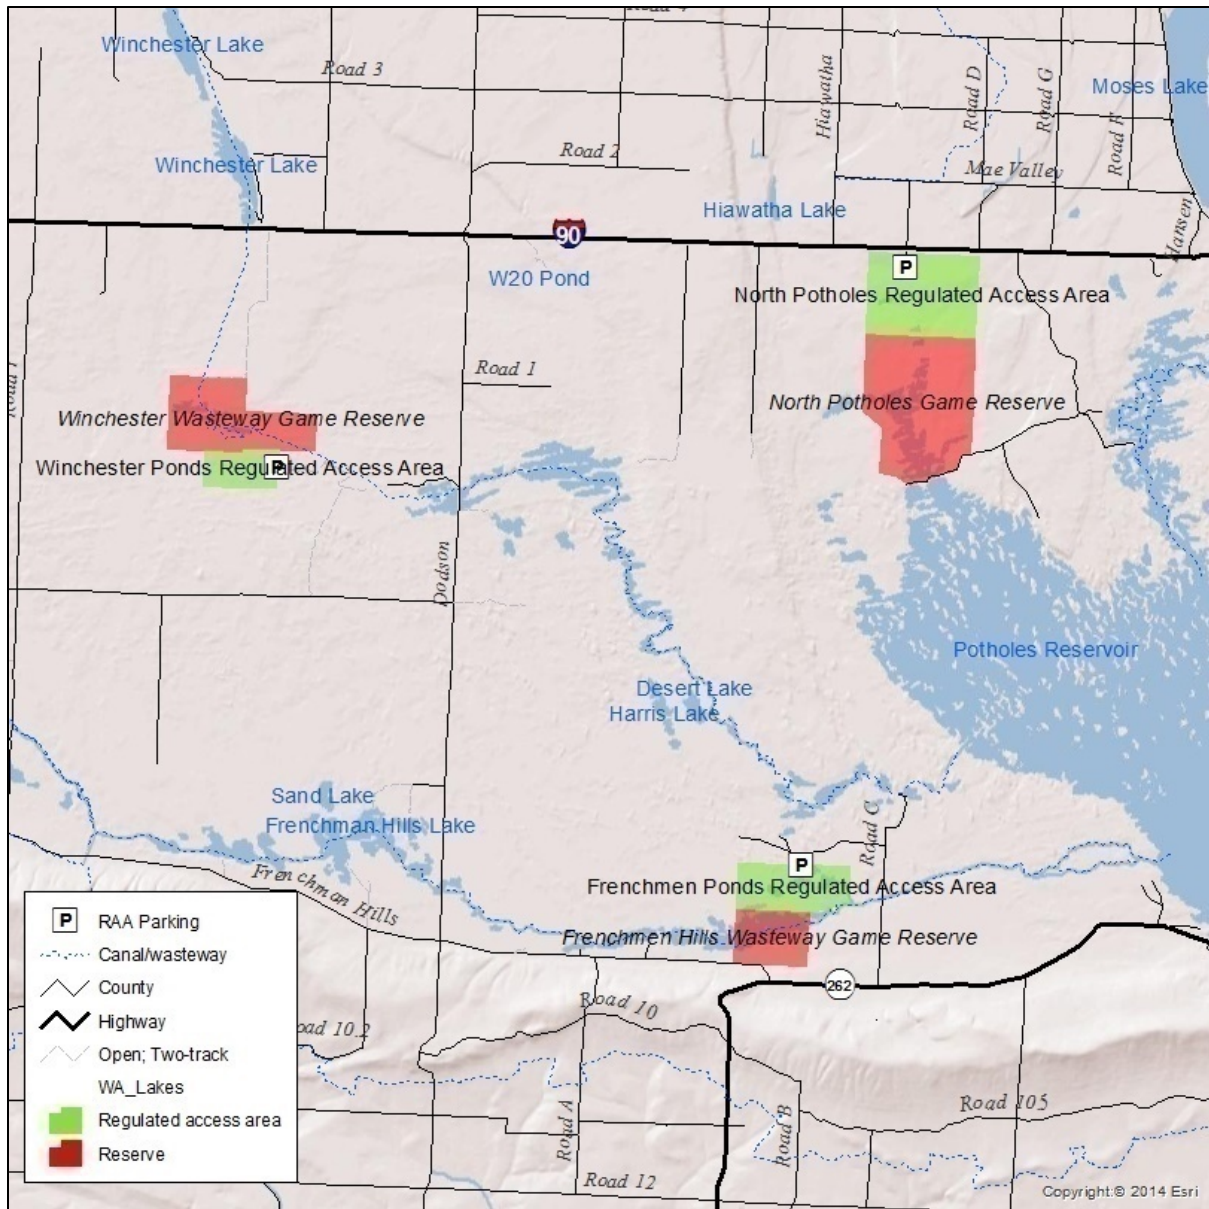 Road 4
Winchester Lake
Road 3
Hiawatha
Road D
Road G
Moses Lake
Road F
Winchester Lake
Road 2
Mae Valley
Hiawatha Lake
Hansen
90
W20 Pond
P
North Potholes Regulated Access Area
Road 1
Road 1
North Potholes Game Reserve
Winchester Wasteway Game Reserve
Winchester Ponds Regulated Access Area
P
Dodson
Potholes Reservoir
Desert Lake
Harris Lake
Sand Lake
Frenchman Hills Lake
Road C
P
Frenchman Hills
Frenchmen Ponds Regulated Access Area
Frenchmen Hills Wasteway Game Reserve
262
Road 10
oad 10.2
Road A
Road B
Road 105
Road 12
P RAA Parking
Canal/wasteway
County
Highway
Open; Two-track
WA_Lakes
Regulated access area
Reserve
Copyright:© 2014 Esri